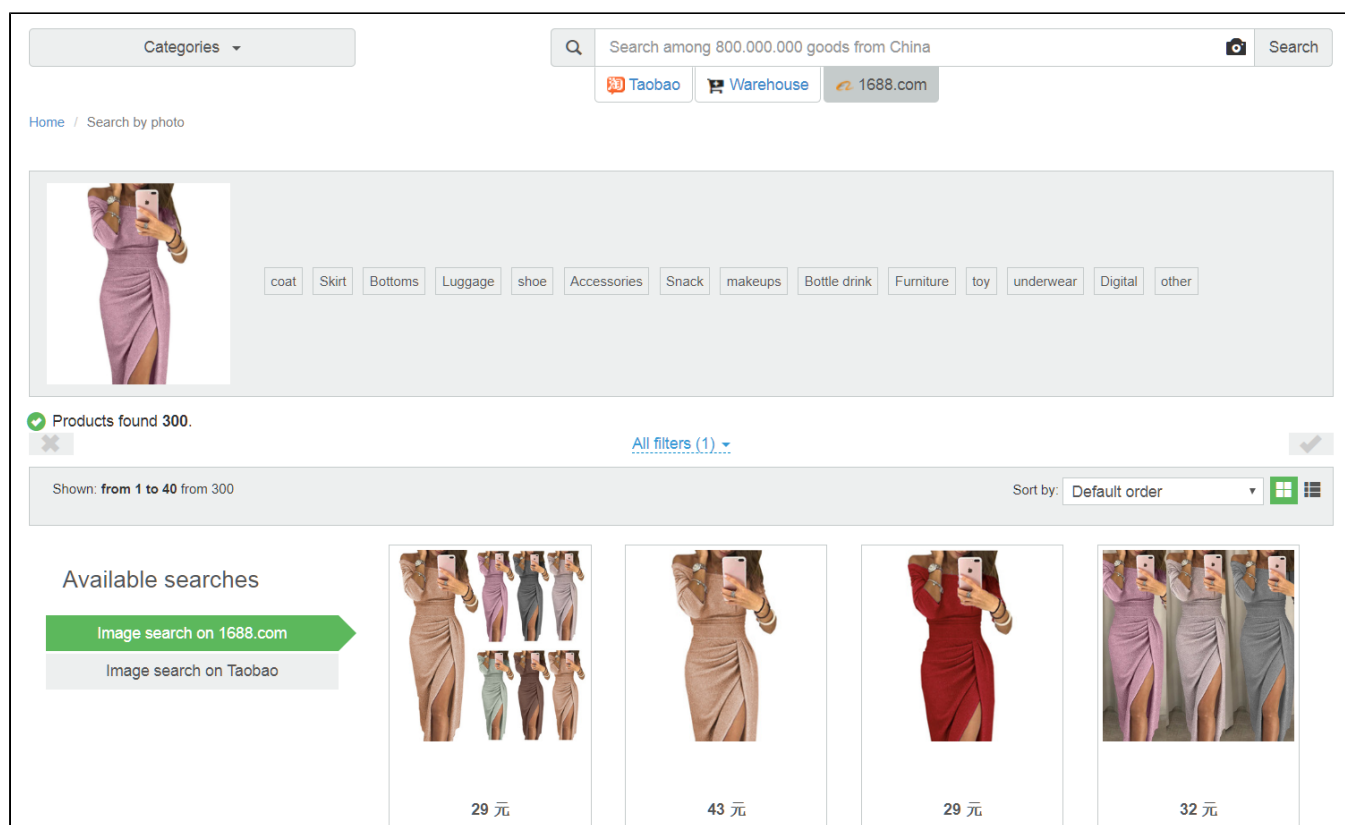 Categories
Search among 800.000.000 goods from China
Search
Taobao
Warehouse
1688.com
Home / Search by photo
coat
Skirt
Bottoms
Luggage
shoe
Accessories
Snack
makeups
Bottle drink
Furniture
toy
underwear
Digital
other
Products found 300.
All filters (1)
Shown: from 1 to 40 from 300
Sort by:
Default order
Available searches
Image search on 1688.com
Image search on Taobao
29 元
43 元
29 元
32 元